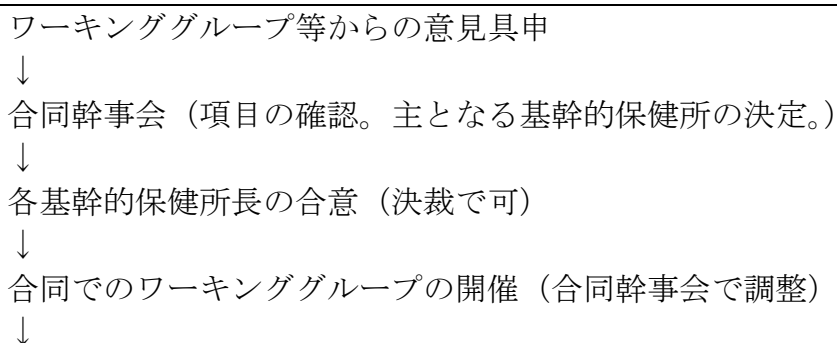 ワーキンググループ等からの意見具申
↓
合同幹事会（項目の確認。主となる基幹的保健所の決定。）
↓
各基幹的保健所長の合意（決裁で可）
↓
合同でのワーキンググループの開催（合同幹事会で調整）
↓